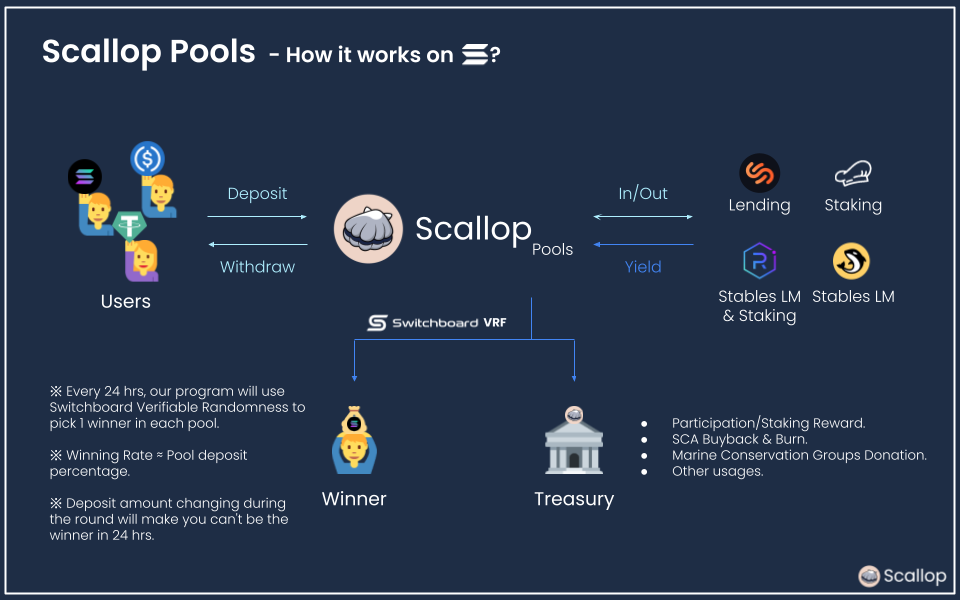 Scallop Pools - How it works on ?
Deposit
Withdraw
Users
Scallop
Pools
In/Out
Yield
Lending
Staking
Stables LM
& Staking
Stables LM
Switchboard VRF
※ Every 24 hrs, our program will use
Switchboard Verifiable Randomness to
pick 1 winner in each pool.
※ Winning Rate ≈ Pool deposit
percentage.
※ Deposit amount changing during
the round will make you can't be the
winner in 24 hrs.
Winner
Treasury
● Participation/Staking Reward.
● SCA Buyback & Burn.
● Marine Conservation Groups Donation.
● Other usages.
Scallop